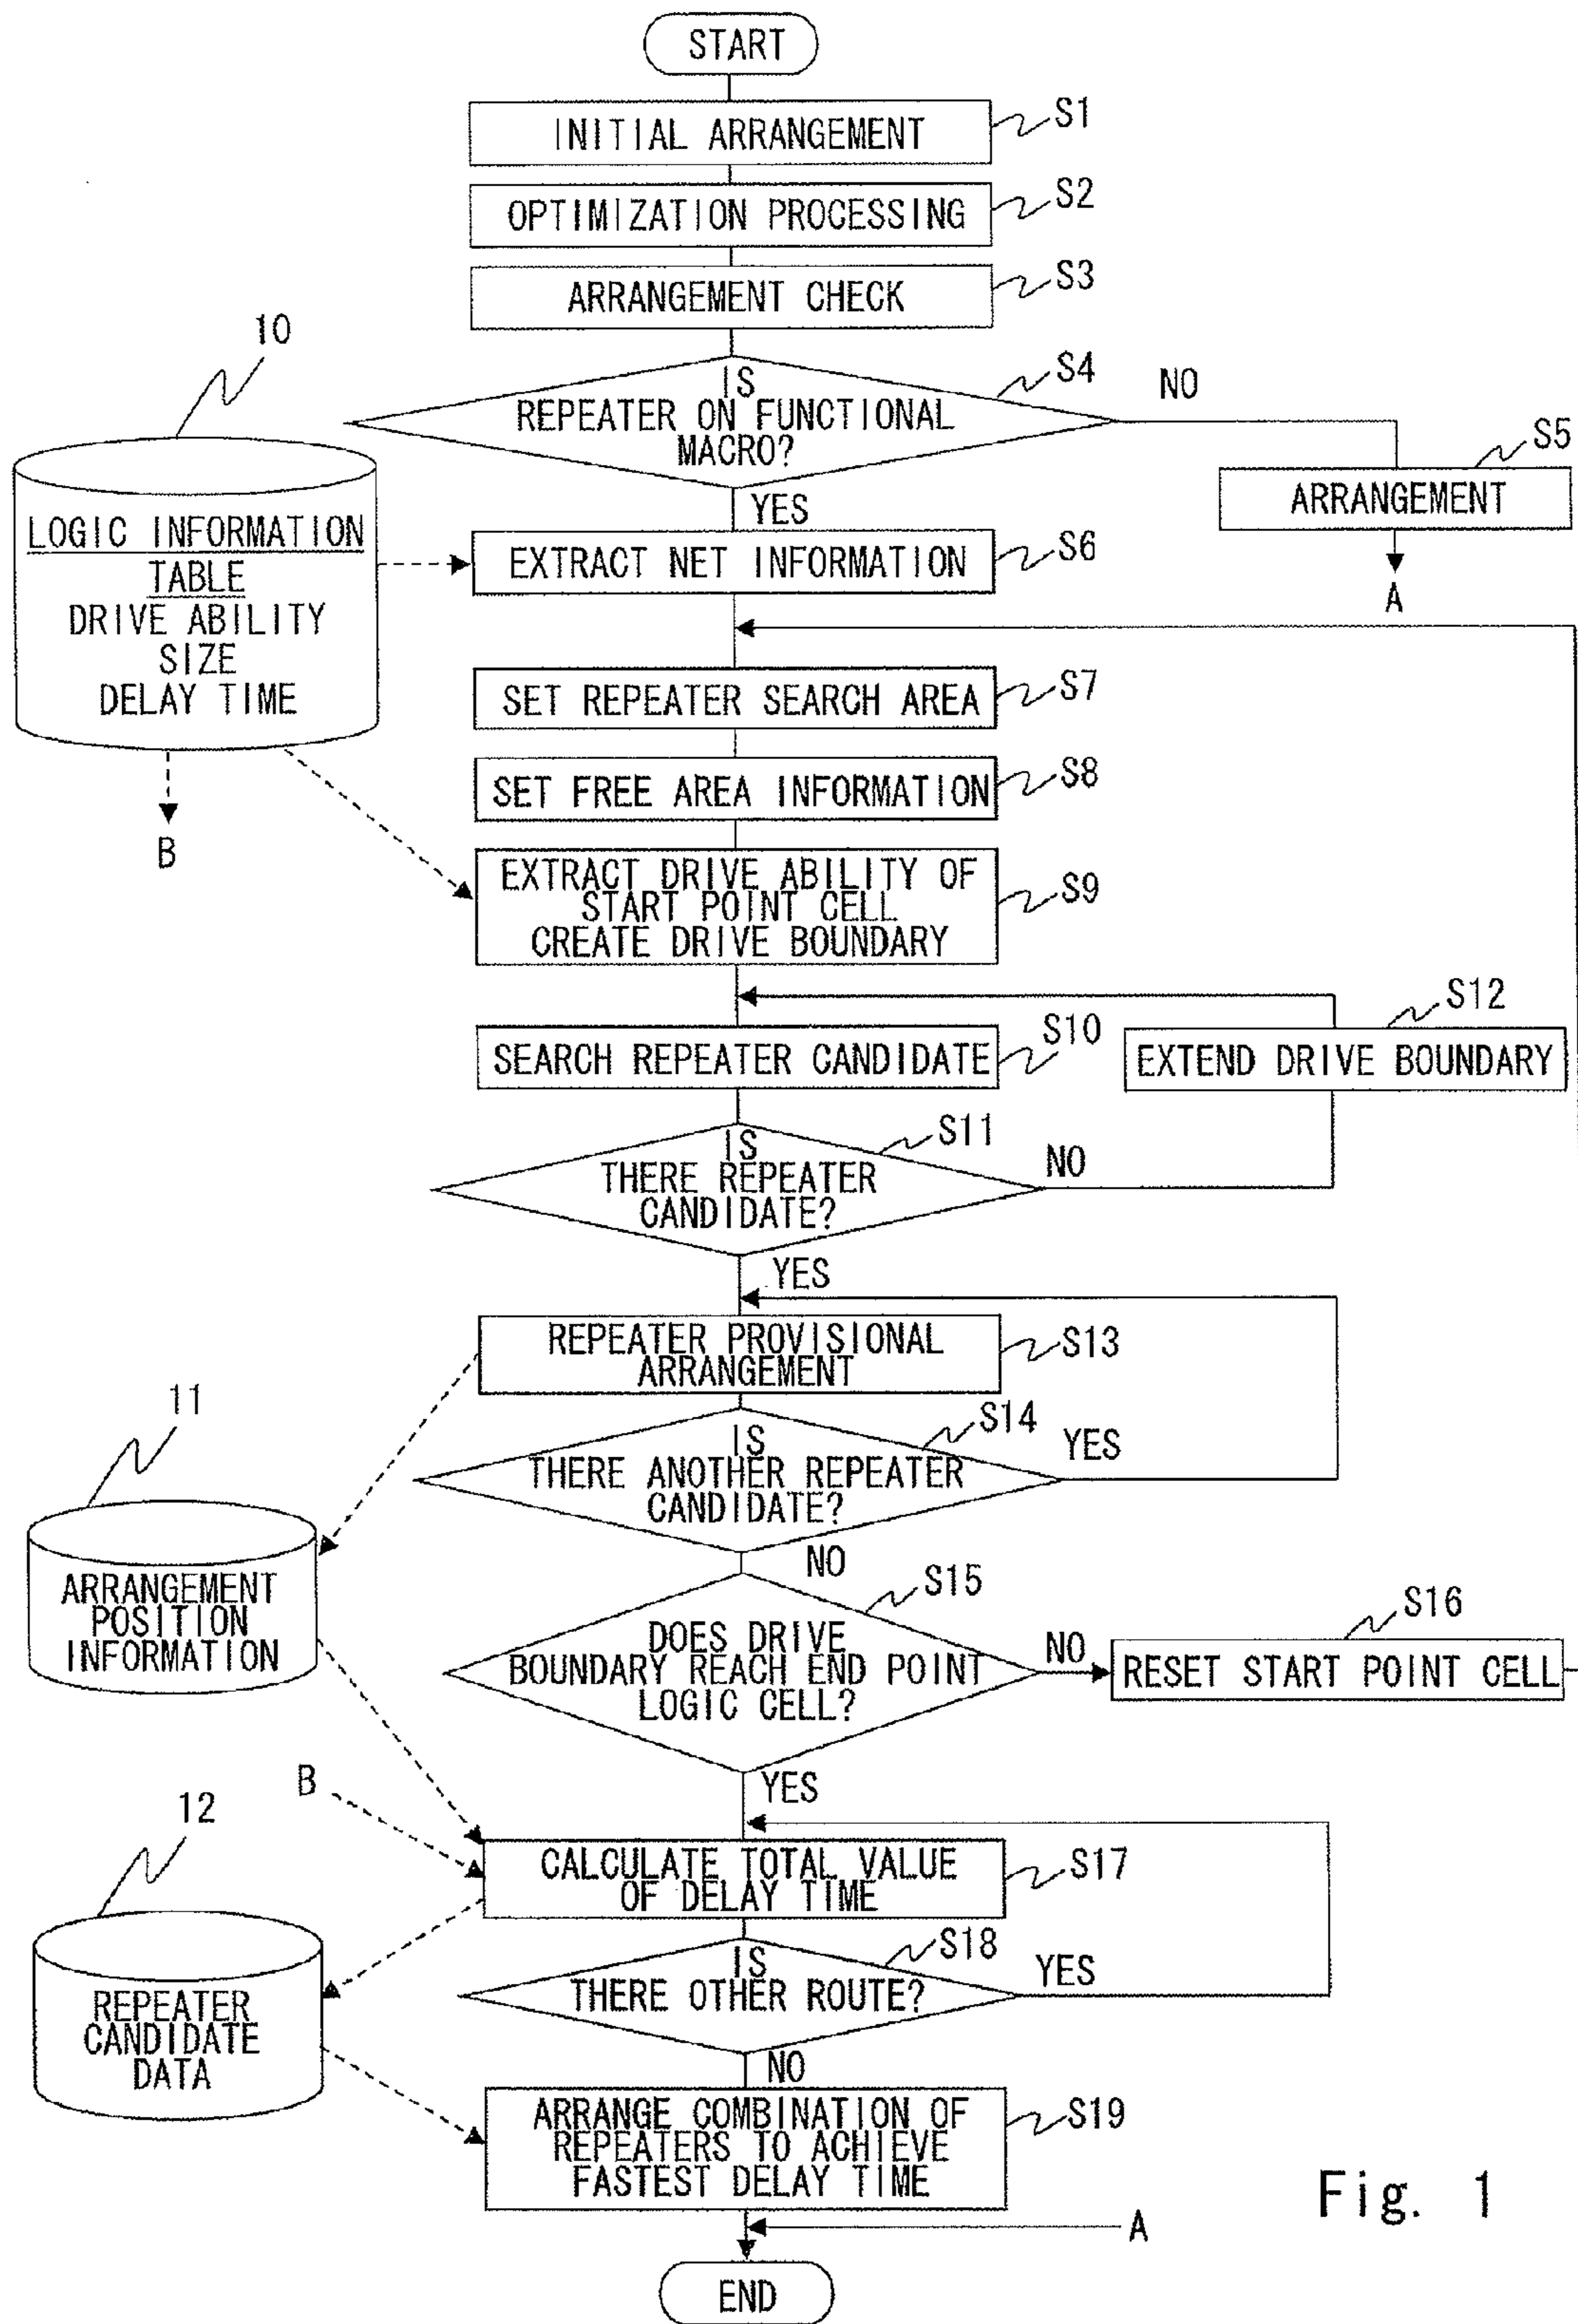 START
INITIAL ARRANGEMENT
S1
OPTIMIZATION PROCESSING
S2
ARRANGEMENT CHECK
S3
IS
REPEATER ON FUNCTIONAL
MACRO?
S4
NO
S5
ARRANGEMENT
A
YES
10
LOGIC INFORMATION
TABLE
DRIVE ABILITY
SIZE
DELAY TIME
B
EXTRACT NET INFORMATION
S6
SET REPEATER SEARCH AREA
S7
SET FREE AREA INFORMATION
S8
EXTRACT DRIVE ABILITY OF
START POINT CELL
CREATE DRIVE BOUNDARY
S9
SEARCH REPEATER CANDIDATE
S10
S12
EXTEND DRIVE BOUNDARY
IS
THERE REPEATER
CANDIDATE?
S11
NO
YES
REPEATER PROVISIONAL
ARRANGEMENT
S13
IS
THERE ANOTHER REPEATER
CANDIDATE?
S14
YES
NO
11
ARRANGEMENT
POSITION
INFORMATION
DOES DRIVE
BOUNDARY REACH END POINT
LOGIC CELL?
S15
NO
S16
RESET START POINT CELL
YES
B
CALCULATE TOTAL VALUE
OF DELAY TIME
S17
12
REPEATER
CANDIDATE
DATA
IS
THERE OTHER ROUTE?
S18
YES
NO
ARRANGE COMBINATION OF
REPEATERS TO ACHIEVE
FASTEST DELAY TIME
S19
A
END
Fig. 1